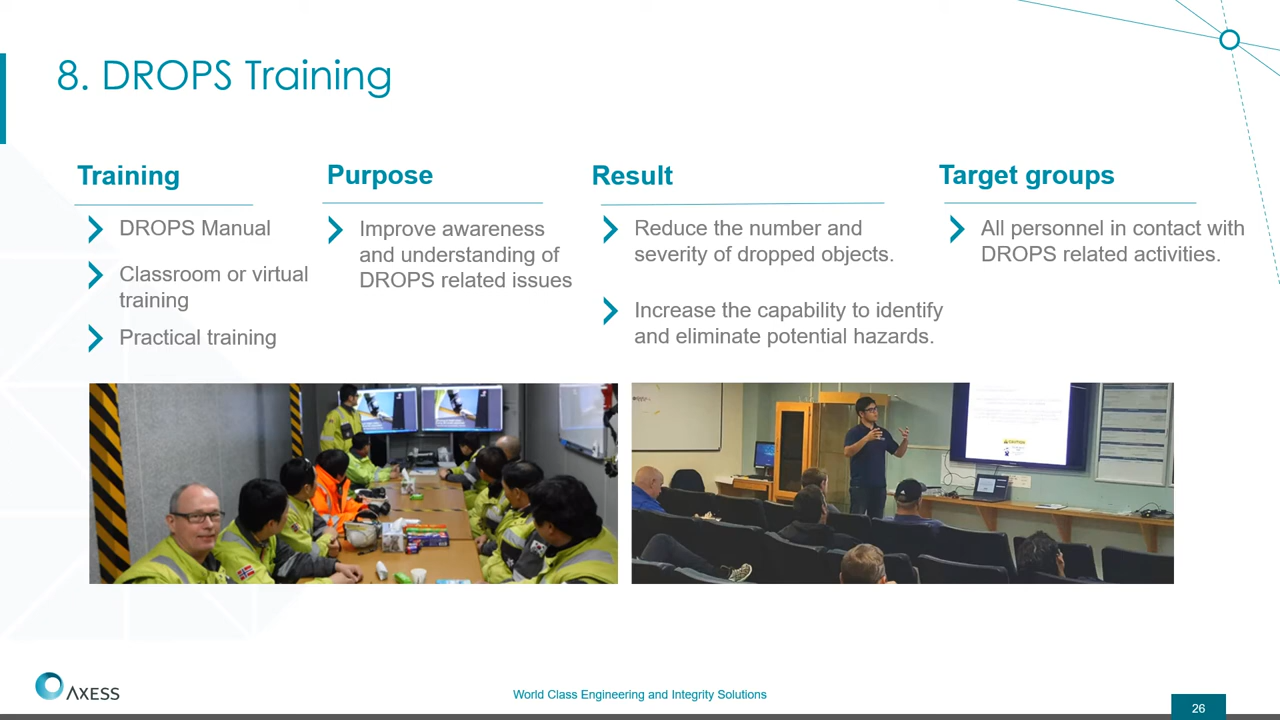 8. DROPS Training
Training
DROPS Manual
Classroom or virtual
training
Practical training
Purpose
Improve awareness
and understanding of
DROPS related issues
Result
Reduce the number and
severity of dropped objects.
Increase the capability to identify
and eliminate potential hazards.
Target groups
All personnel in contact with
DROPS related activities.
AXESS
World Class Engineering and Integrity Solutions
26